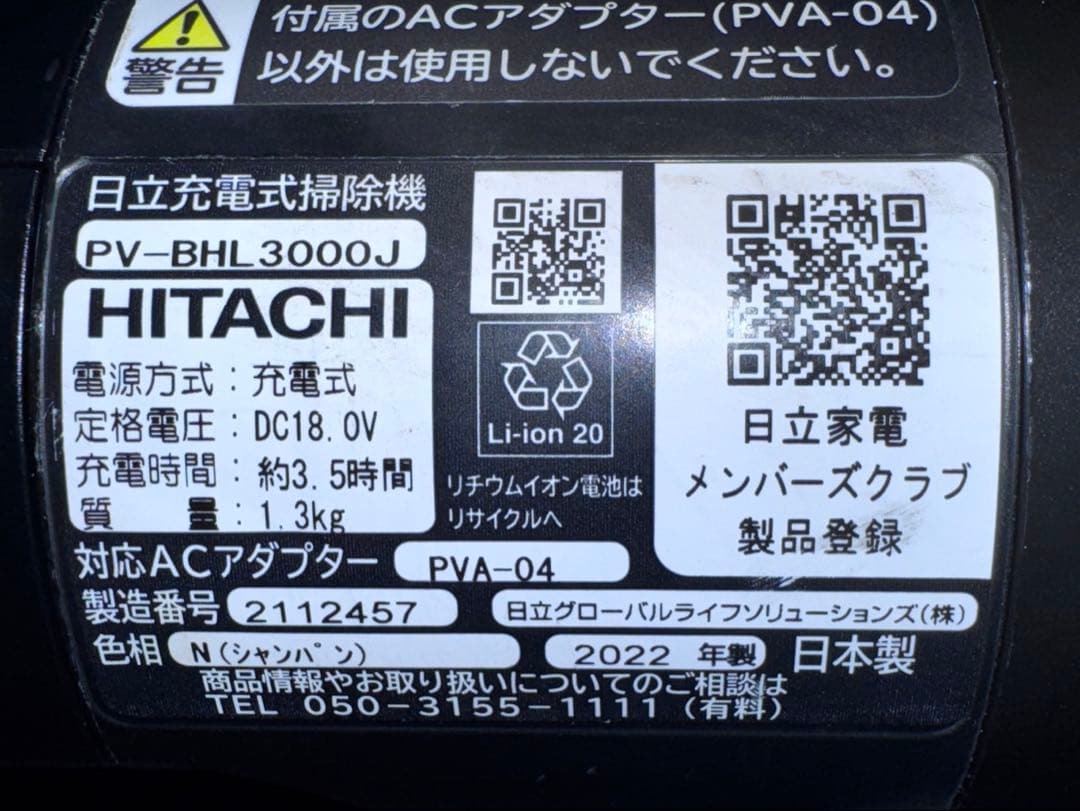 付属のACアダプター(PVA-04)
以外は使用しないでください。
警告
日立充電式掃除機
PV-BHL3000J
HITACHI
電源方式：充電式
定格電圧：DC18.0V
充電時間：約3.5時間
質　　量：1.3kg
Li-ion 20
リチウムイオン電池は
リサイクルへ
日立家電
メンバーズクラブ
製品登録
対応ACアダプター PVA-04
製造番号 2112457 日立グローバルライフソリューションズ(株)
色相 N(シャンパン) 2022 年製 日本製
商品情報やお取り扱いについてのご相談は
TEL 050-3155-1111 (有料)